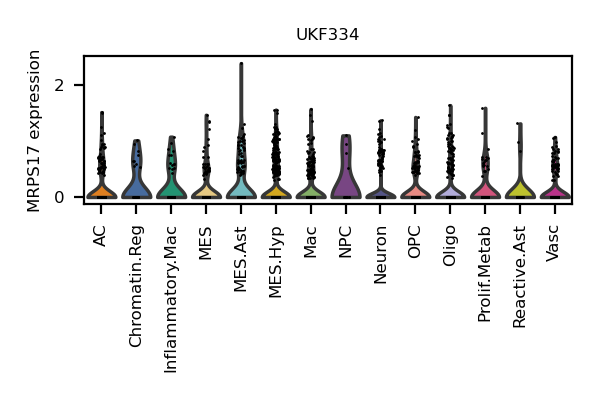 UKF334
MRPS17 expression
2
0
AC
Chromatin.Reg
Inflammatory.Mac
MES
MES.Ast
MES.Hyp
Mac
NPC
Neuron
OPC
Oligo
Prolif.Metab
Reactive.Ast
Vasc